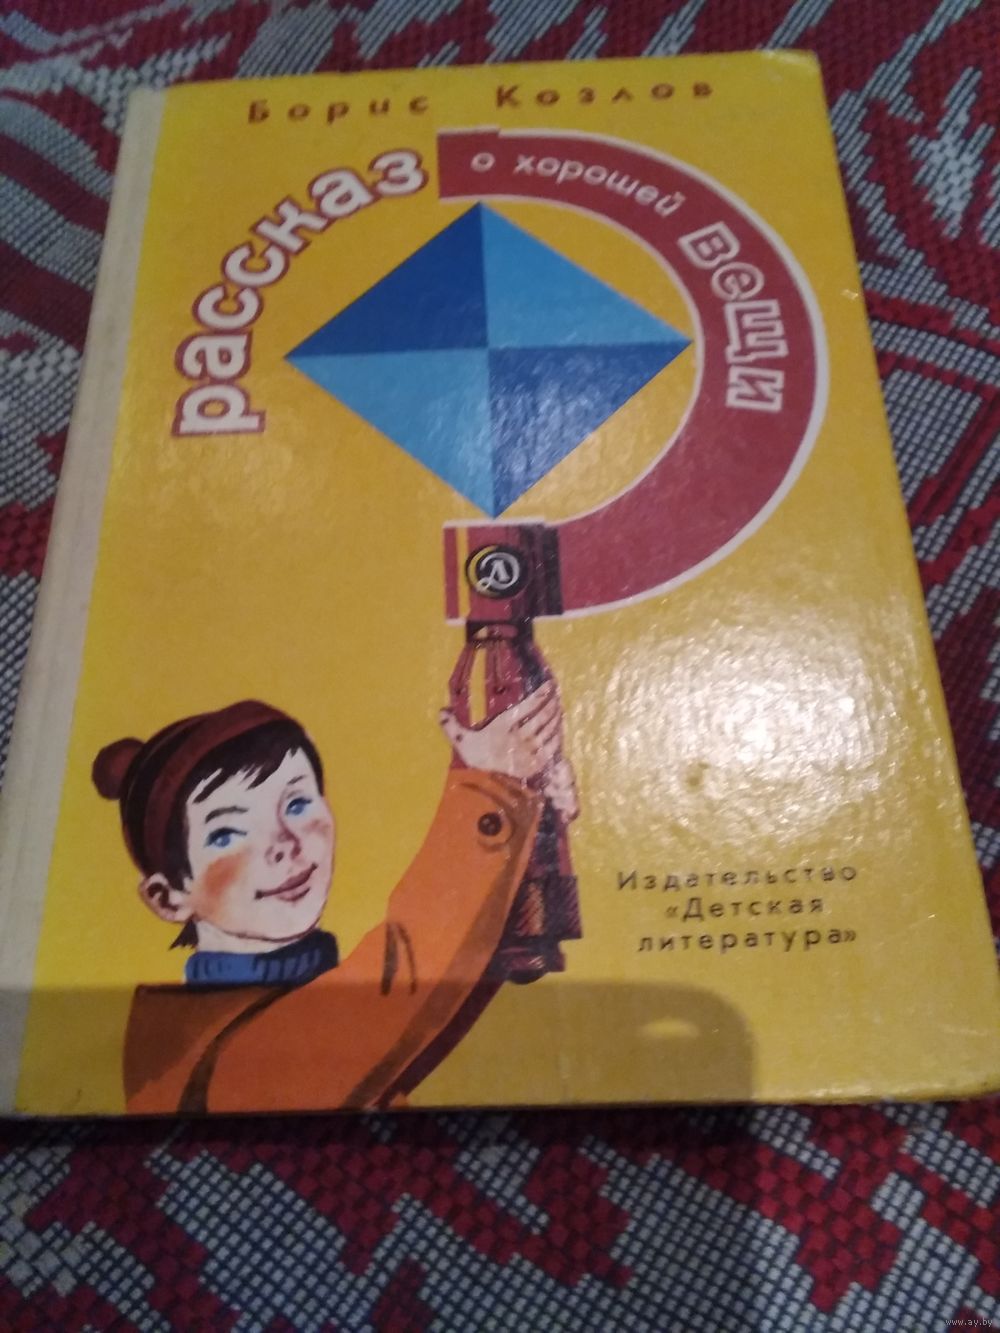 Борис Козлов
рассказ
о хорошей
вещи
Л
Издательство
«Детская
литература»
www.ay.by